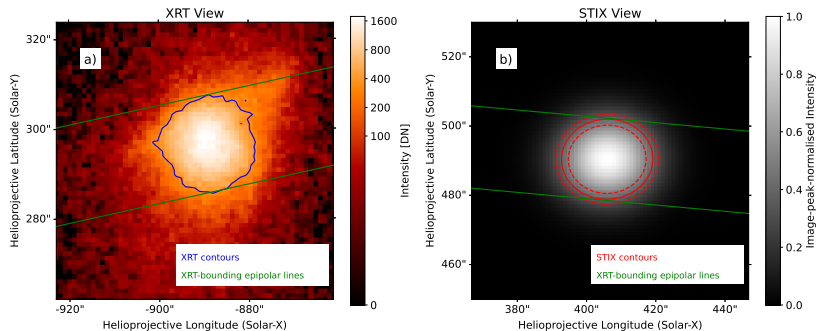 XRT View
STIX View
a)
b)
324"
300"
280"
-920"
-900"
-880"
Helioprojective Latitude (Solar-Y)
Helioprojective Longitude (Solar-X)
XRT contours
XRT-bounding epipolar lines
1600
800
400
200
100
0
Intensity [DN]
520"
500"
480"
460"
380"
400"
420"
440"
Helioprojective Latitude (Solar-Y)
Helioprojective Longitude (Solar-X)
STIX contours
XRT-bounding epipolar lines
1.0
0.8
0.6
0.4
0.2
0.0
Image-peak-normalised Intensity